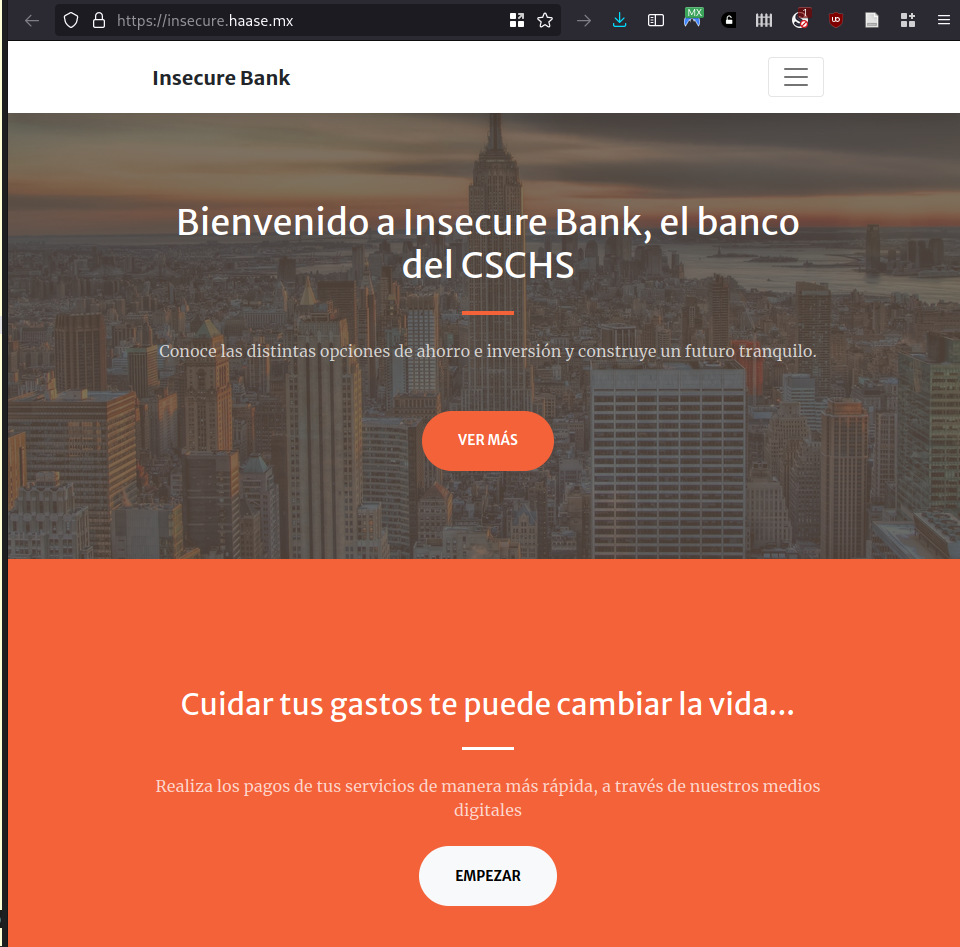 https://insecure.haase.mx
MX
1
UD
Insecure Bank
Bienvenido a Insecure Bank, el banco
del CSCHS
Conoce las distintas opciones de ahorro e inversión y construye un futuro tranquilo.
VER MÁS
Cuidar tus gastos te puede cambiar la vida...
Realiza los pagos de tus servicios de manera más rápida, a través de nuestros medios
digitales
EMPEZAR